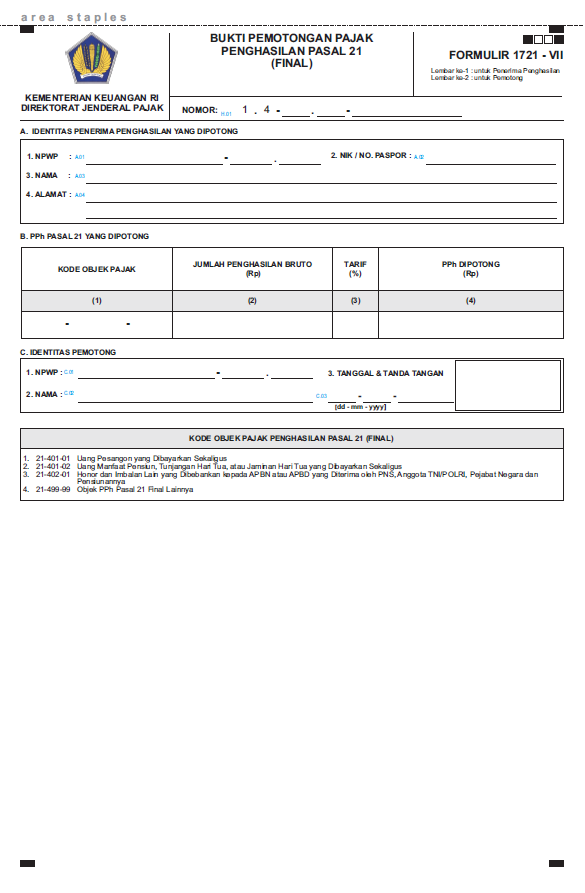 area staples
BUKTI PEMOTONGAN PAJAK
PENGHASILAN PASAL 21
(FINAL)
FORMULIR 1721 - VII
Lembar ke-1 : untuk Penerima Penghasilan
Lembar ke-2 : untuk Pemotong
KEMENTERIAN KEUANGAN RI
DIREKTORAT JENDERAL PAJAK
NOMOR: H.01 1 . 4 - . -
A. IDENTITAS PENERIMA PENGHASILAN YANG DIPOTONG
1. NPWP : A.01 - . 2. NIK / NO. PASPOR : A.02
3. NAMA : A.03
4. ALAMAT : A.04
B. PPh PASAL 21 YANG DIPOTONG
KODE OBJEK PAJAK JUMLAH PENGHASILAN BRUTO (Rp) TARIF (%) PPh DIPOTONG (Rp)
(1) (2) (3) (4)
- -
C. IDENTITAS PEMOTONG
1. NPWP : C.01 - . 3. TANGGAL & TANDA TANGAN
2. NAMA : C.02 C.03 - -
[dd - mm - yyyy]
KODE OBJEK PAJAK PENGHASILAN PASAL 21 (FINAL)
1. 21-401-01 Uang Pesangon yang Dibayarkan Sekaligus
2. 21-401-02 Uang Manfaat Pensiun, Tunjangan Hari Tua, atau Jaminan Hari Tua yang Dibayarkan Sekaligus
3. 21-402-01 Honor dan Imbalan Lain yang Dibebankan kepada APBN atau APBD yang Diterima oleh PNS, Anggota TNI/POLRI, Pejabat Negara dan
Pensiunannya
4. 21-499-99 Objek PPh Pasal 21 Final Lainnya